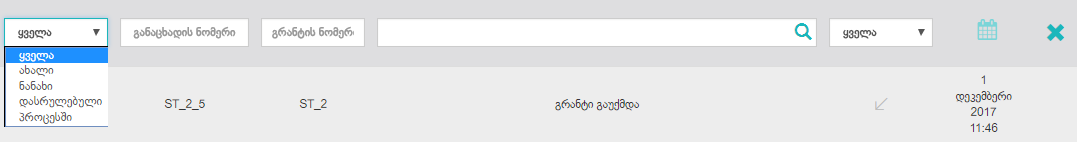 ყველა
განაცხადის ნომერი
გრანტის ნომერი
ყველა
ყველა
ახალი
ნანახი
დასრულებული
პროცესში
ST_2_5
ST_2
გრანტი გაუქმდა
1
დეკემბერი
2017
11:46